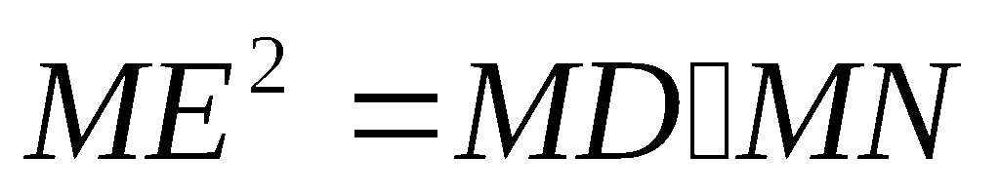 ME² = MD▯MN